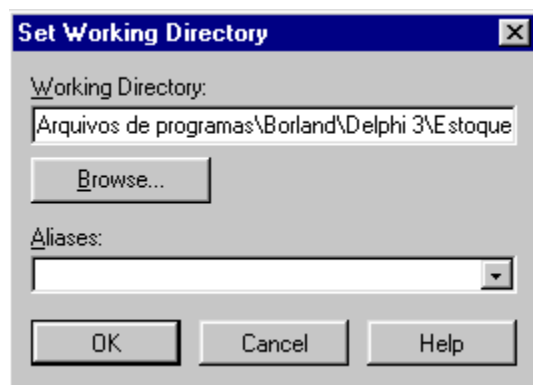 Set Working Directory
Working Directory:
Arquivos de programas\Borland\Delphi 3\Estoque
Browse...
Aliases:
OK Cancel Help